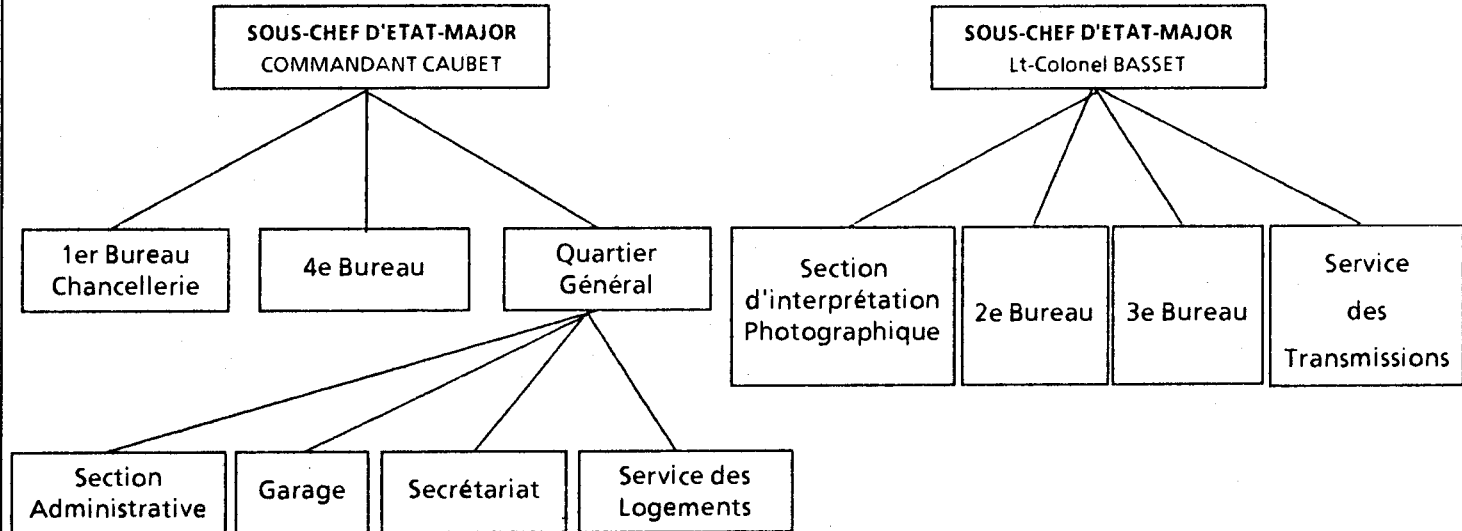 SOUS-CHEF D'ETAT-MAJOR
COMMANDANT CAUBET
SOUS-CHEF D'ETAT-MAJOR
Lt-Colonel BASSET
1er Bureau
Chancellerie
4e Bureau
Quartier
Général
Section
d'interprétation
Photographique
2e Bureau
3e Bureau
Service
des
Transmissions
Section
Administrative
Garage
Secrétariat
Service des
Logements